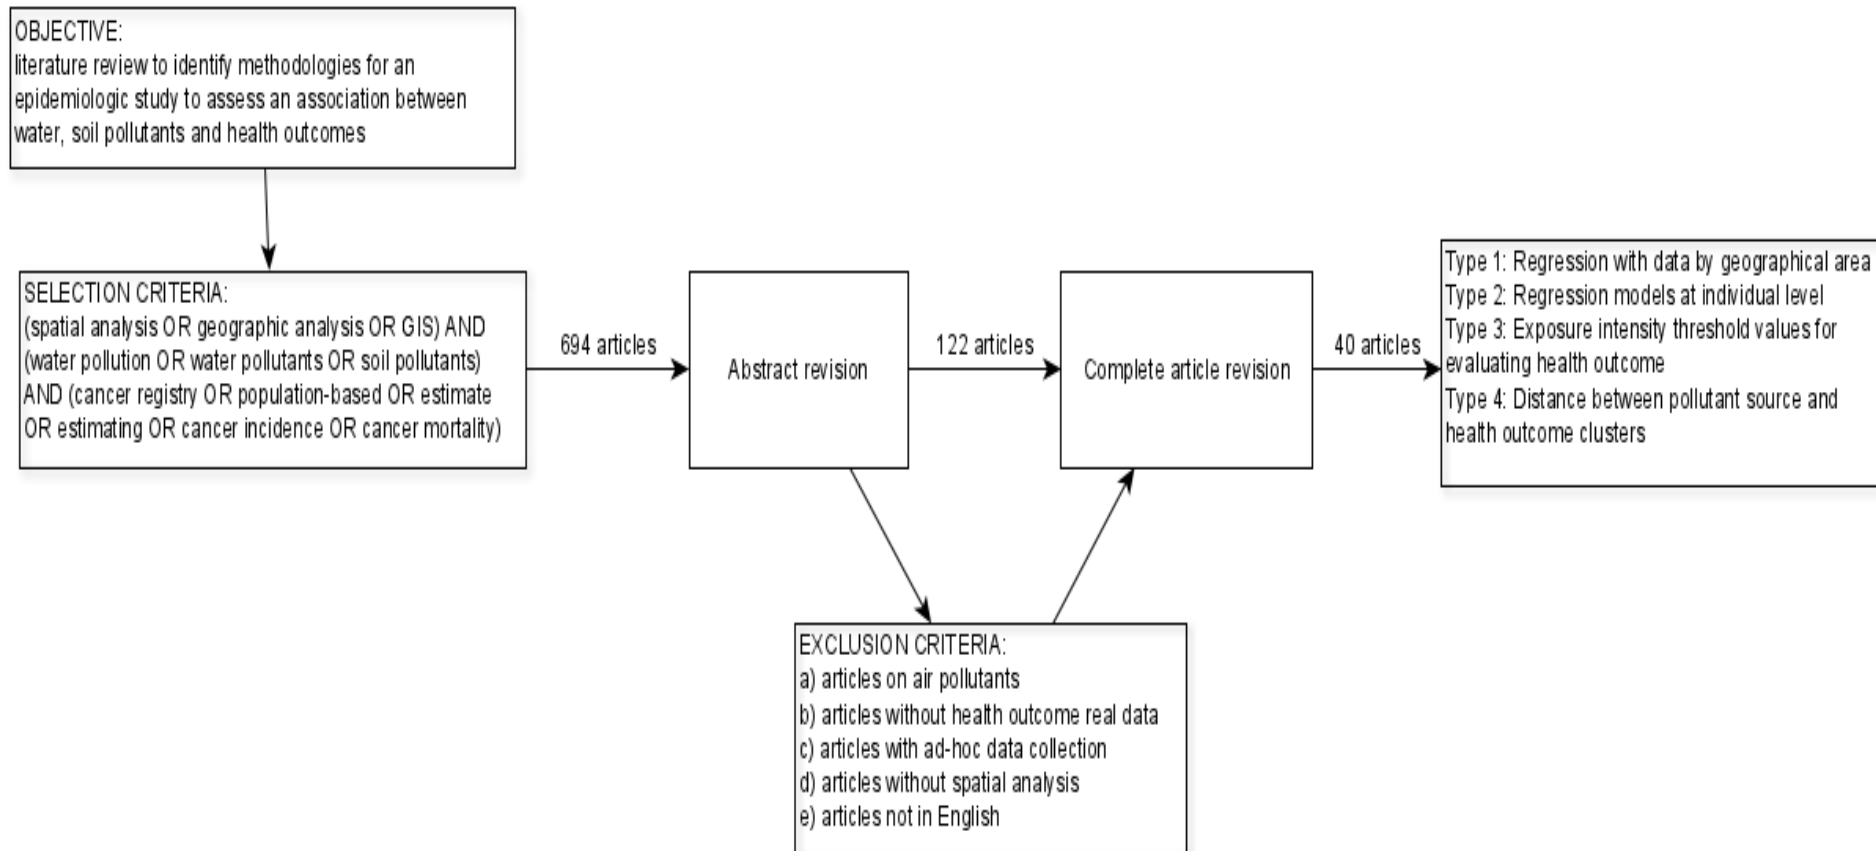 OBJECTIVE:
literature review to identify methodologies for an
epidemiologic study to assess an association between
water, soil pollutants and health outcomes
SELECTION CRITERIA:
(spatial analysis OR geographic analysis OR GIS) AND
(water pollution OR water pollutants OR soil pollutants)
AND (cancer registry OR population-based OR estimate
OR estimating OR cancer incidence OR cancer mortality)
694 articles
Abstract revision
122 articles
Complete article revision
40 articles
Type 1: Regression with data by geographical area
Type 2: Regression models at individual level
Type 3: Exposure intensity threshold values for
evaluating health outcome
Type 4: Distance between pollutant source and
health outcome clusters
EXCLUSION CRITERIA:
a) articles on air pollutants
b) articles without health outcome real data
c) articles with ad-hoc data collection
d) articles without spatial analysis
e) articles not in English